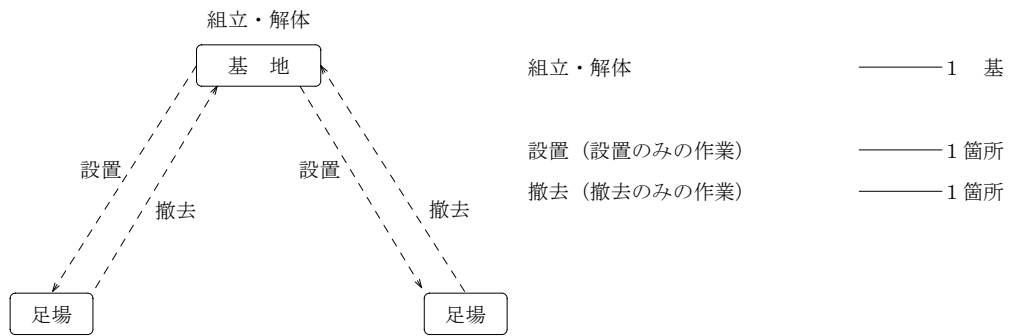 組立・解体
基 地
設置
撤去
設置
撤去
足場
足場
組立・解体 ————1 基
設置（設置のみの作業） ————1箇所
撤去（撤去のみの作業） ————1箇所